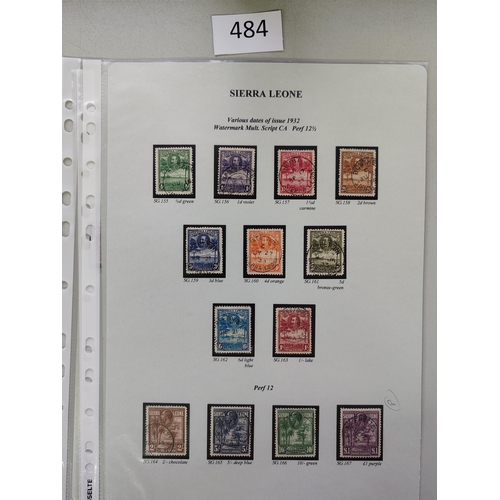 484
SIERRA LEONE
Various dates of issue 1932
Watermark Mult. Script CA Perf 12½
SG 155 ½d green SG 156 1d violet SG 157 1½d carmine SG 158 2d brown
SG 159 3d blue SG 160 4d orange SG 161 5d bronze-green
SG 162 6d light blue SG 163 1/- lake
Perf 12
SG 164 2/- chocolate SG 165 5/- deep blue SG 166 10/- green SG 167 £1 purple